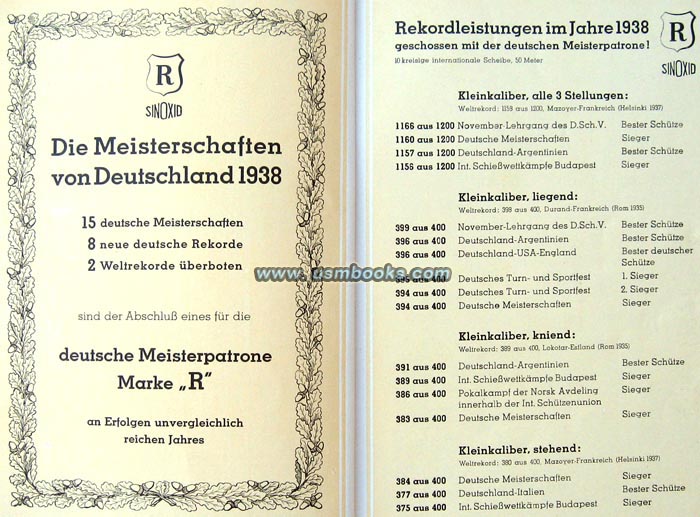 R
SINOXID
Die Meisterschaften
von Deutschland 1938
15 deutsche Meisterschaften
8 neue deutsche Rekorde
2 Weltrekorde überboten
sind der Abschluß eines für die
deutsche Meisterpatrone
Marke „R"
an Erfolgen unvergleichlich
reichen Jahres
www.usmbooks.com
Rekordleistungen im Jahre 1938
geschossen mit der deutschen Meisterpatrone!
10 kreisige internationale Scheibe, 50 Meter
R
SINOXID
Kleinkaliber, alle 3 Stellungen:
Weltrekord: 1159 aus 1200, Mazoyer-Frankreich (Helsinki 1937)
1166 aus 1200 November-Lehrgang des D.Sch.V. Bester Schütze
1160 aus 1200 Deutsche Meisterschaften Sieger
1157 aus 1200 Deutschland-Argentinien Bester Schütze
1156 aus 1200 Int. Schießwettkämpfe Budapest Sieger
Kleinkaliber, liegend:
Weltrekord: 398 aus 400, Durand-Frankreich (Rom 1935)
399 aus 400 November-Lehrgang des D.Sch.V. Bester Schütze
396 aus 400 Deutschland-Argentinien Bester Schütze
396 aus 400 Deutschland-USA-England Bester deutscher
Schütze
395 aus 400 Deutsches Turn- und Sportfest 1. Sieger
394 aus 400 Deutsches Turn- und Sportfest 2. Sieger
394 aus 400 Deutsche Meisterschaften Sieger
Kleinkaliber, kniend:
Weltrekord: 389 aus 400, Lokotar-Estland (Rom 1935)
391 aus 400 Deutschland-Argentinien Bester Schütze
389 aus 400 Int. Schießwettkämpfe Budapest Sieger
386 aus 400 Pokalkampf der Norsk Avdeling Sieger
innerhalb der Int. Schützenunion
383 aus 400 Deutsche Meisterschaften Sieger
Kleinkaliber, stehend:
Weltrekord: 380 aus 400, Mazoyer-Frankreich (Helsinki 1937)
384 aus 400 Deutsche Meisterschaften Sieger
377 aus 400 Deutschland-Italien Bester Schütze
375 aus 400 Int. Schießwettkämpfe Budapest Sieger